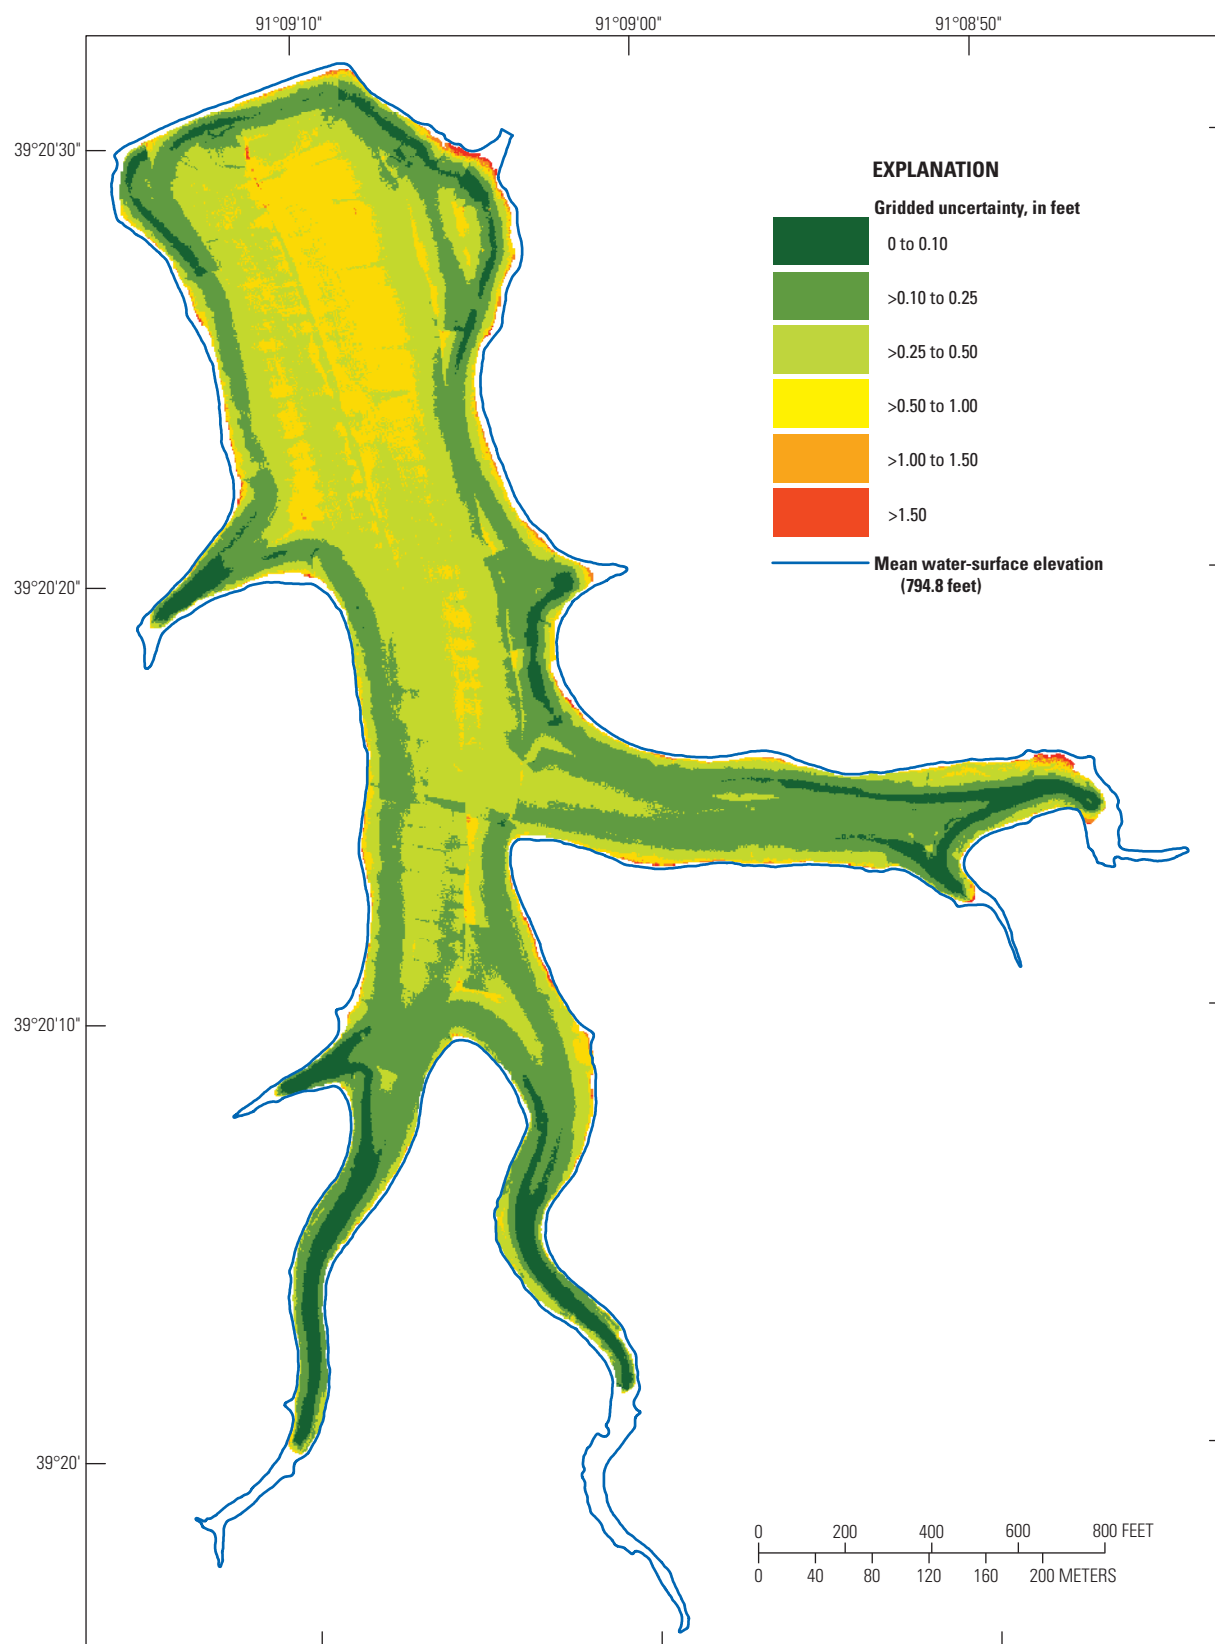 91°09'10" 91°09'00" 91°08'50"
39°20'30"
EXPLANATION
Gridded uncertainty, in feet
0 to 0.10
>0.10 to 0.25
>0.25 to 0.50
>0.50 to 1.00
>1.00 to 1.50
>1.50
Mean water-surface elevation
(794.8 feet)
39°20'20"
39°20'10"
39°20'
0 200 400 600 800 FEET
0 40 80 120 160 200 METERS